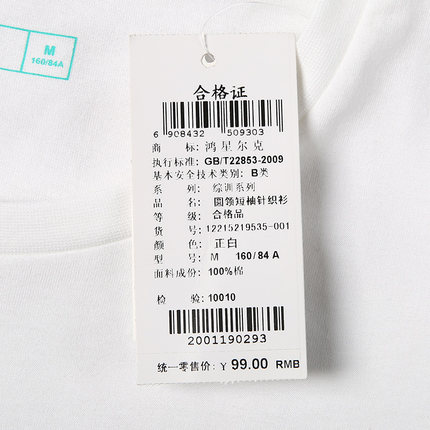 M
160/84A
合格证
6 908432 509303
商 标: 鸿星尔克
执行标准: GB/T22853-2009
基本安全技术类别: B类
系 列: 综训系列
品 名: 圆领短袖针织衫
等 级: 合格品
货 号: 12215219535-001
颜 色: 正白
型 号: M 160/84 A
面料成份: 100%棉
检 验: 10010
2001190293
统一零售价: ¥ 99.00 RMB